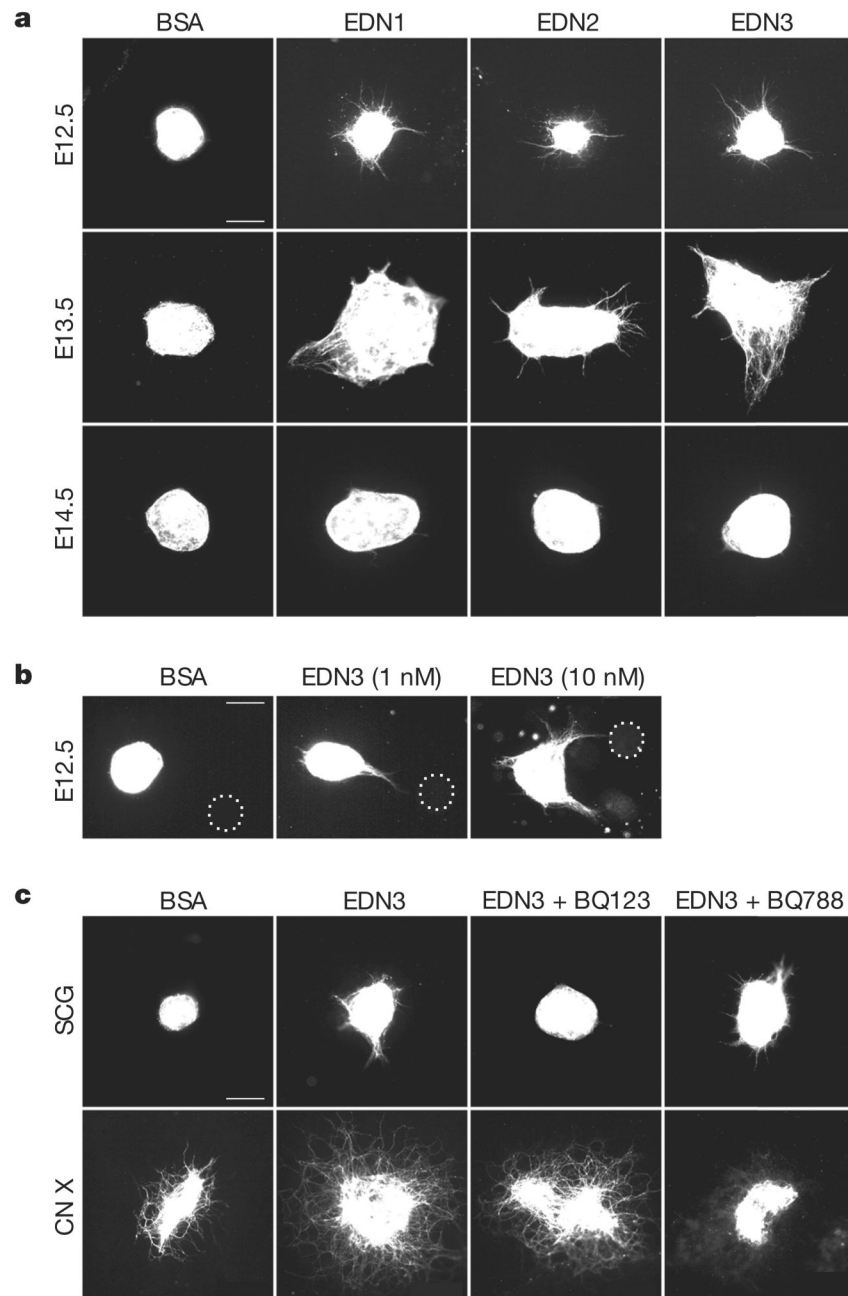 a
BSA EDN1 EDN2 EDN3
E12.5
E13.5
E14.5
b
BSA EDN3 (1 nM) EDN3 (10 nM)
E12.5
c
BSA EDN3 EDN3 + BQ123 EDN3 + BQ788
SCG
CN X